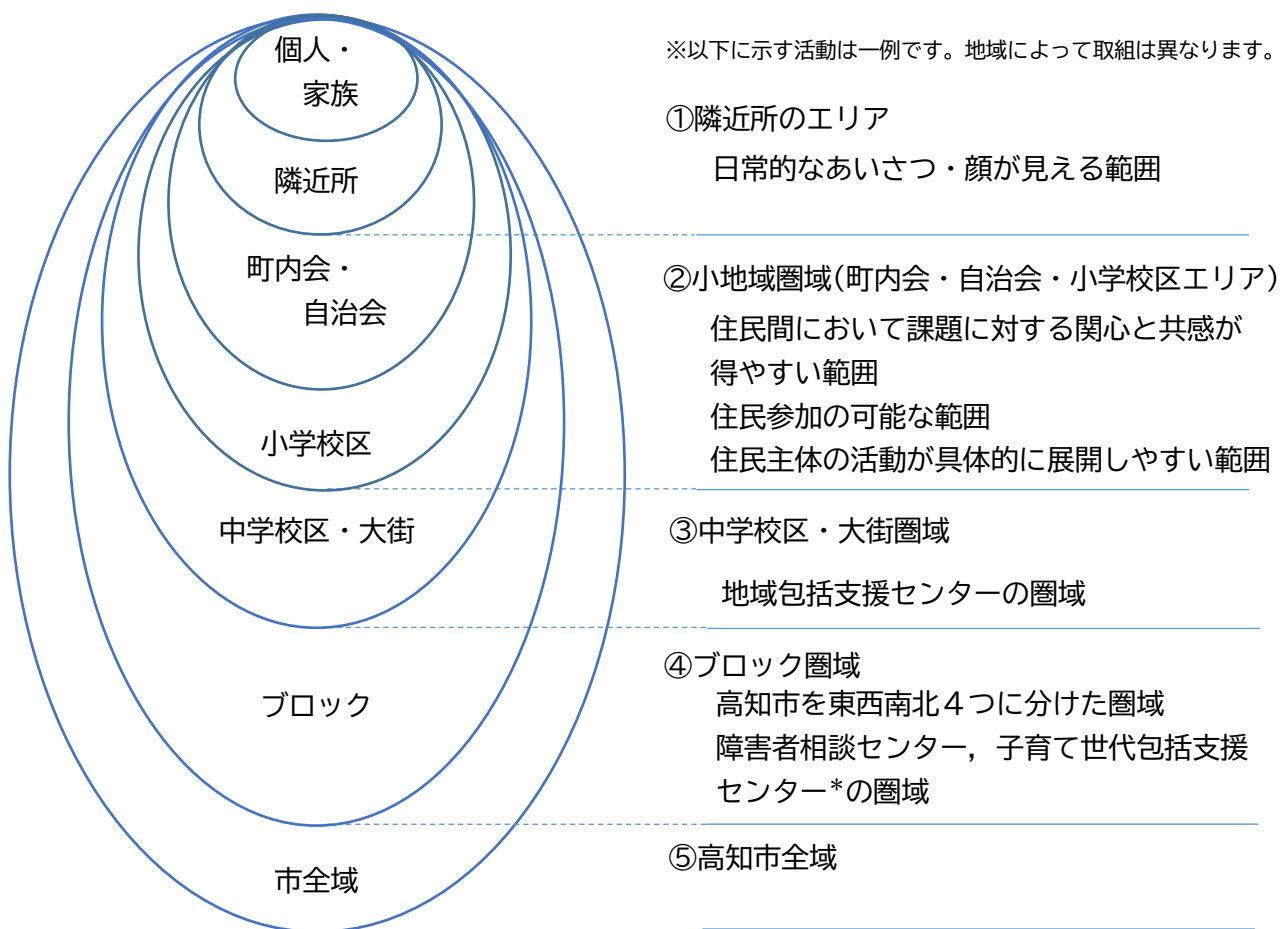 個人・
家族
隣近所
町内会・
自治会
小学校区
中学校区・大街
ブロック
市全域
※以下に示す活動は一例です。地域によって取組は異なります。
①隣近所のエリア
日常的なあいさつ・顔が見える範囲
②小地域圏域(町内会・自治会・小学校区エリア)
住民間において課題に対する関心と共感が
得やすい範囲
住民参加の可能な範囲
住民主体の活動が具体的に展開しやすい範囲
③中学校区・大街圏域
地域包括支援センターの圏域
④ブロック圏域
高知市を東西南北４つに分けた圏域
障害者相談センター，子育て世代包括支援
センター*の圏域
⑤高知市全域